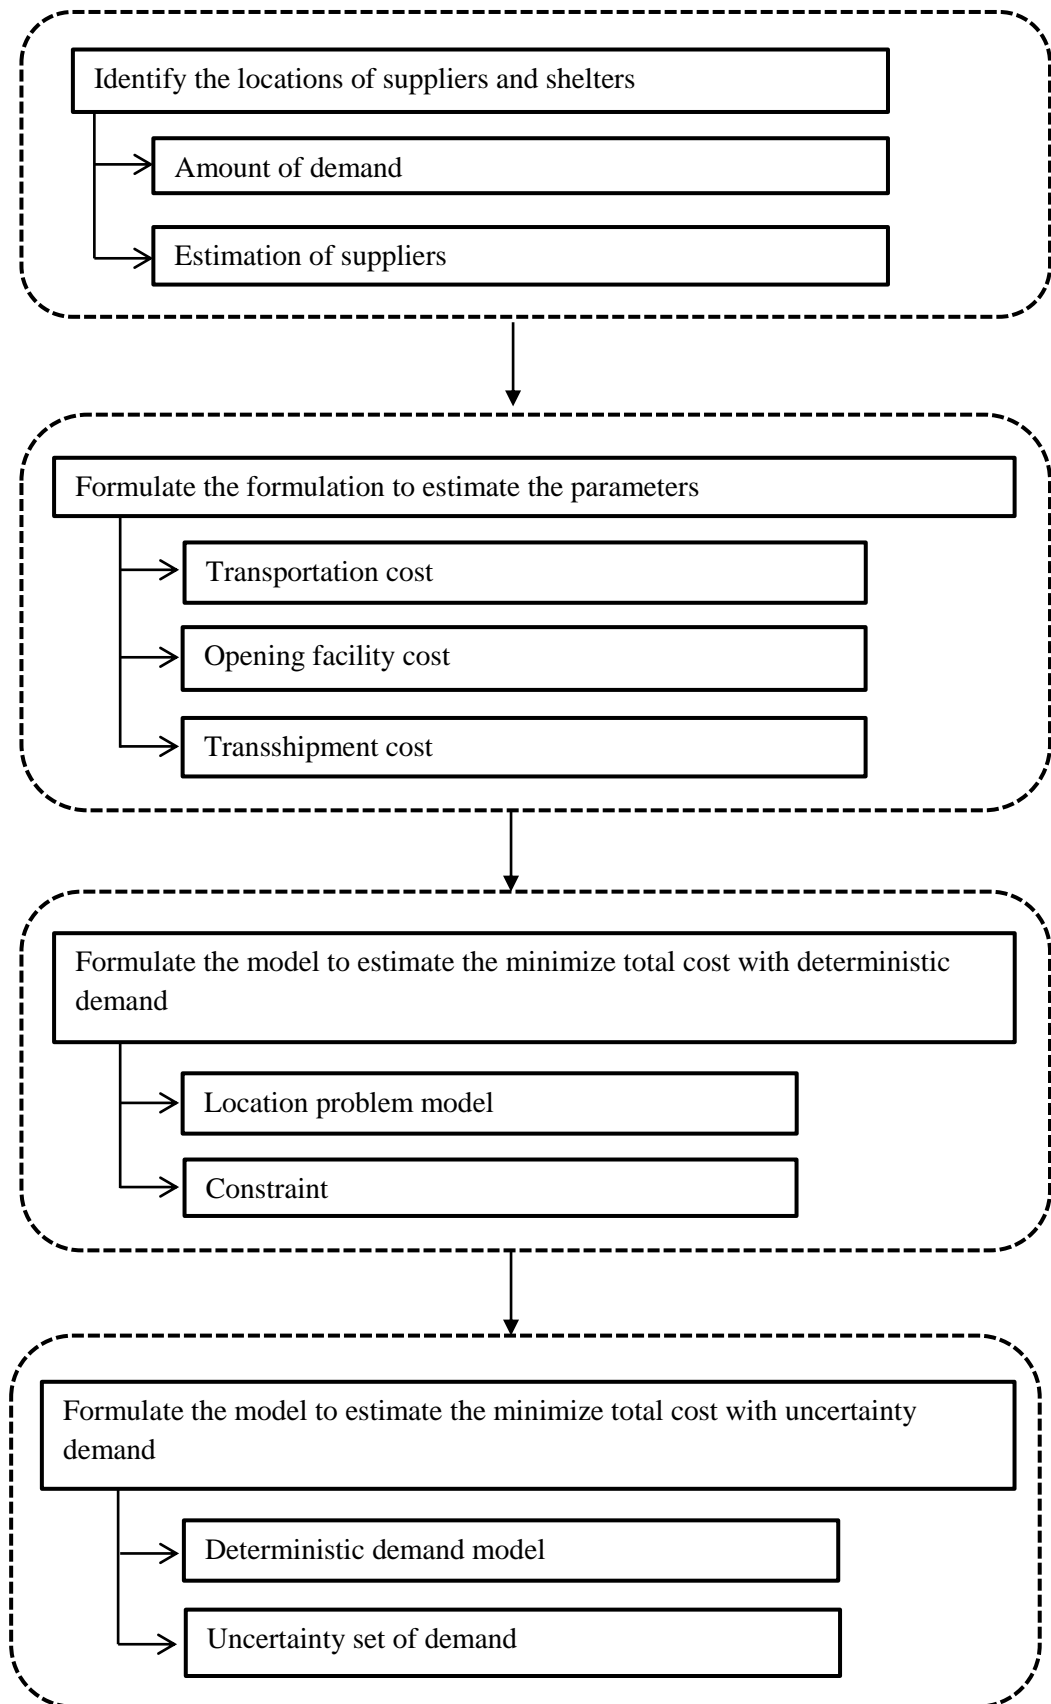 Identify the locations of suppliers and shelters
Amount of demand
Estimation of suppliers
Formulate the formulation to estimate the parameters
Transportation cost
Opening facility cost
Transshipment cost
Formulate the model to estimate the minimize total cost with deterministic
demand
Location problem model
Constraint
Formulate the model to estimate the minimize total cost with uncertainty
demand
Deterministic demand model
Uncertainty set of demand